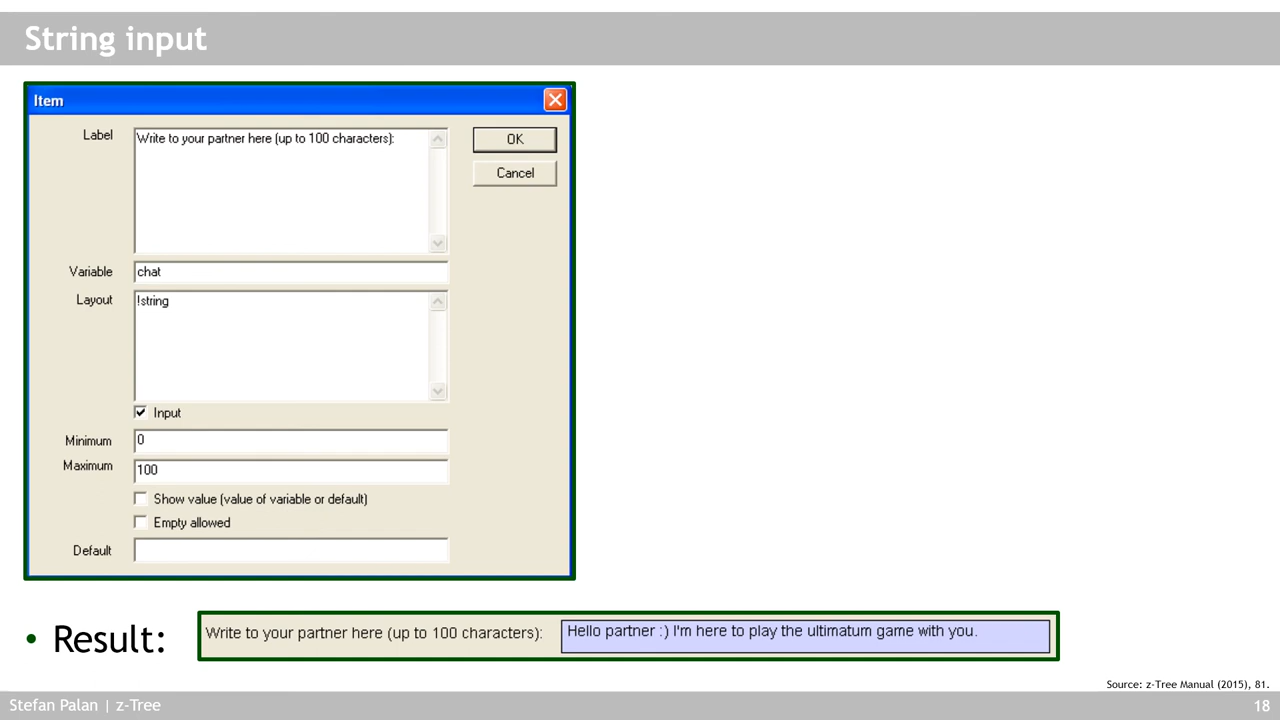 String input
Item
Label
Write to your partner here (up to 100 characters):
OK
Cancel
Variable
chat
Layout
!string
Input
Minimum
0
Maximum
100
Show value (value of variable or default)
Empty allowed
Default
• Result:
Write to your partner here (up to 100 characters):
Hello partner :) I'm here to play the ultimatum game with you.
Source: z-Tree Manual (2015), 81.
Stefan Palan | z-Tree
18